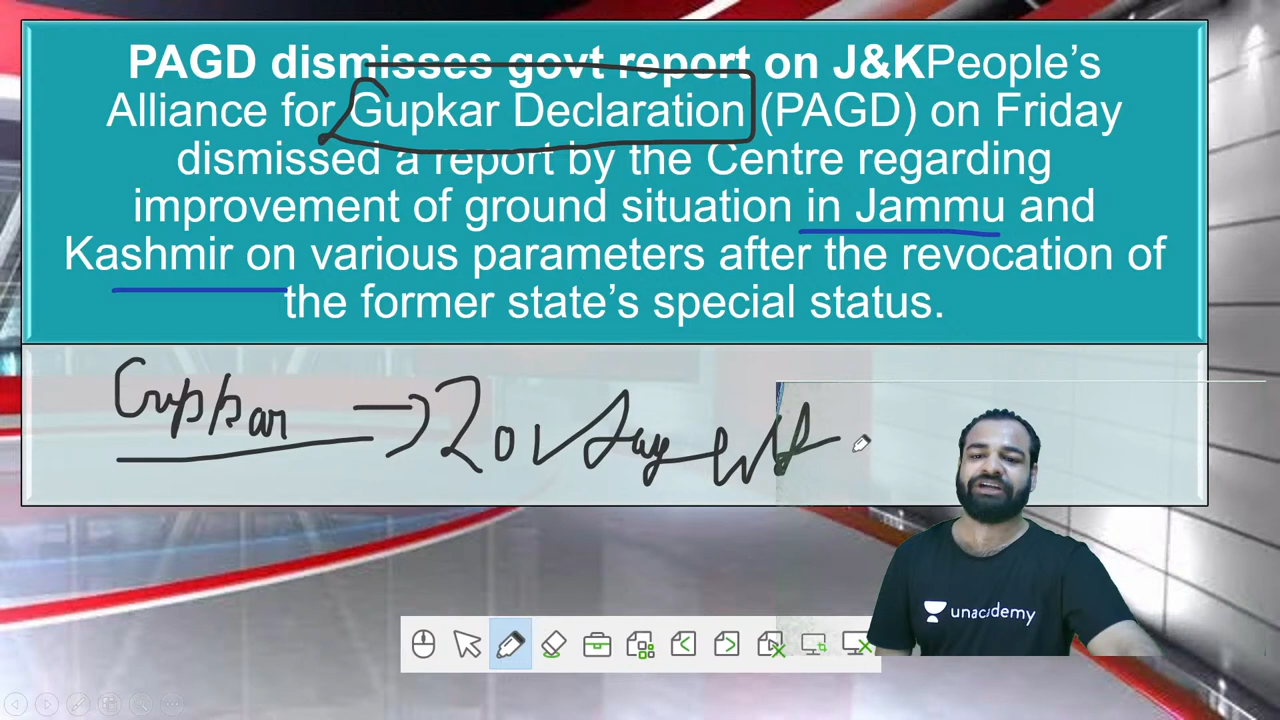 PAGD dismisses govt report on J&KPeople's
Alliance for Gupkar Declaration (PAGD) on Friday
dismissed a report by the Centre regarding
improvement of ground situation in Jammu and
Kashmir on various parameters after the revocation of
the former state's special status.
Gupkar
unacademy